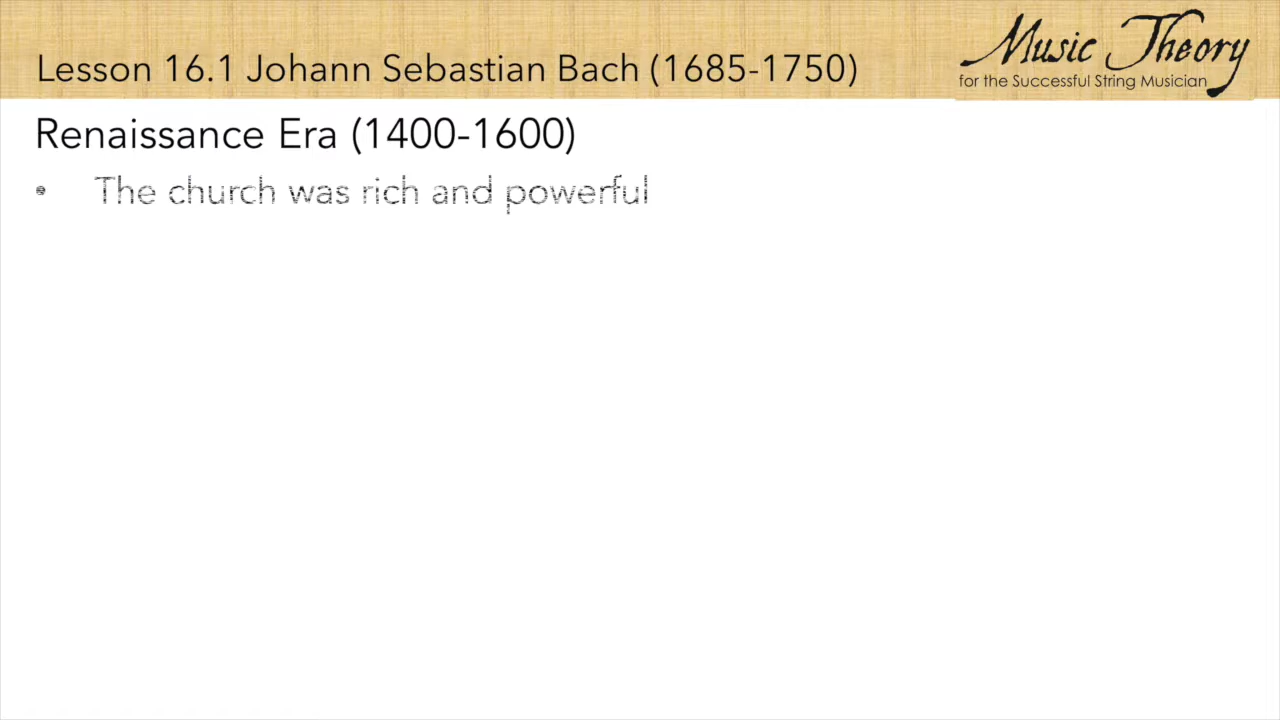 Lesson 16.1 Johann Sebastian Bach (1685-1750)
Music Theory
for the Successful String Musician
Renaissance Era (1400-1600)
• The church was rich and powerful